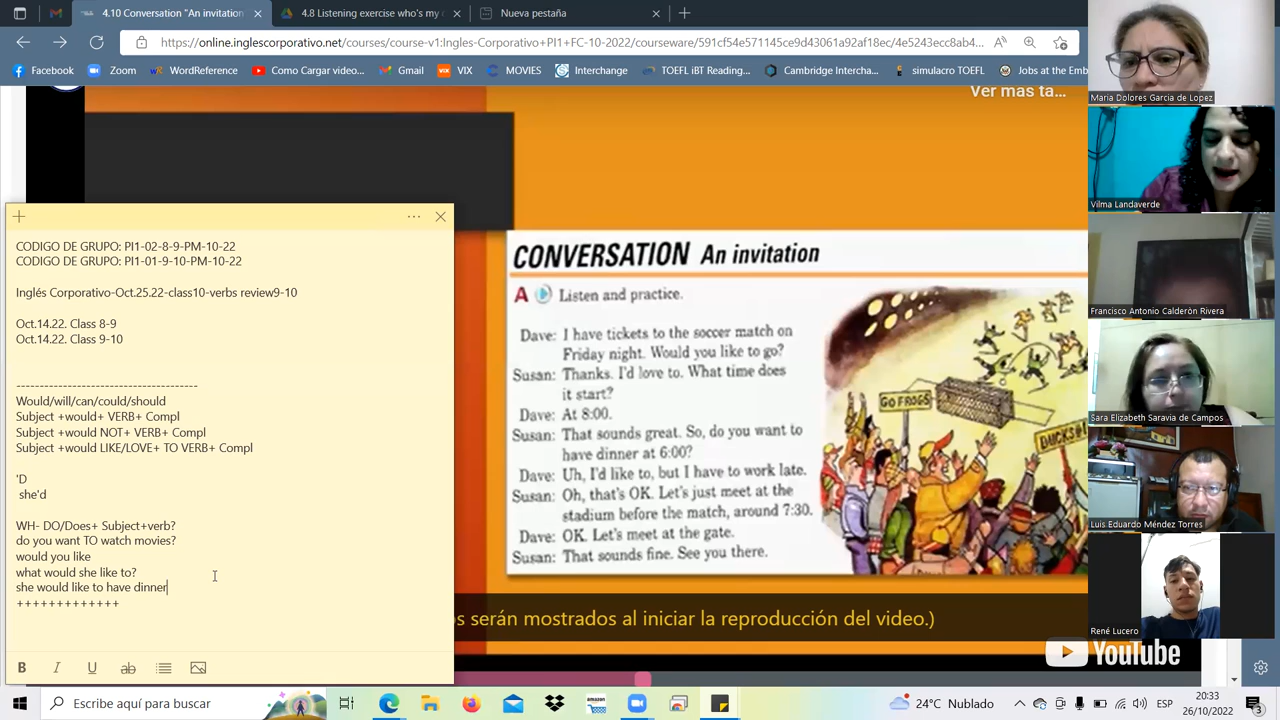 4.10 Conversation "An invitation
4.8 Listening exercise who's my
Nueva pestaña
https://online.inglescorporativo.net/courses/course-v1:Ingles-Corporativo+PI1+FC-10-2022/courseware/591cf54e571145ce9d43061a92af18ec/4e5243ecc8ab4...
Facebook
Zoom
WordReference
Como Cargar video...
Gmail
VIX
MOVIES
Interchange
TOEFL iBT Reading...
Cambridge Intercha...
simulacro TOEFL
Jobs at the Emb
Ver mas ta...
CODIGO DE GRUPO: PI1-02-8-9-PM-10-22
CODIGO DE GRUPO: PI1-01-9-10-PM-10-22
Inglés Corporativo-Oct.25.22-class10-verbs review9-10
Oct.14.22. Class 8-9
Oct.14.22. Class 9-10
---------------------------------------
Would/will/can/could/should
Subject +would+ VERB+ Compl
Subject +would NOT+ VERB+ Compl
Subject +would LIKE/LOVE+ TO VERB+ Compl
'D
she'd
WH- DO/Does+ Subject+verb?
do you want TO watch movies?
would you like
what would she like to?
she would like to have dinner
+++++++++++++
CONVERSATION An invitation
A Listen and practice.
Dave: I have tickets to the soccer match on
Friday night. Would you like to go?
Susan: Thanks. I'd love to. What time does
it start?
Dave: At 8:00.
Susan: That sounds great. So, do you want to
have dinner at 6:00?
Dave: Uh, I'd like to, but I have to work late.
Susan: Oh, that's OK. Let's just meet at the
stadium before the match, around 7:30.
Dave: OK. Let's meet at the gate.
Susan: That sounds fine. See you there.
GO FROGS
DUCKS#1
s serán mostrados al iniciar la reproducción del video.)
YouTube
Maria Dolores Garcia de Lopez
Vilma Landaverde
Francisco Antonio Calderòn Rivera
Sara Elizabeth Saravia de Campos
Luis Eduardo Méndez Torres
René Lucero
Escribe aquí para buscar
24°C Nublado
ESP
20:33
26/10/2022
3